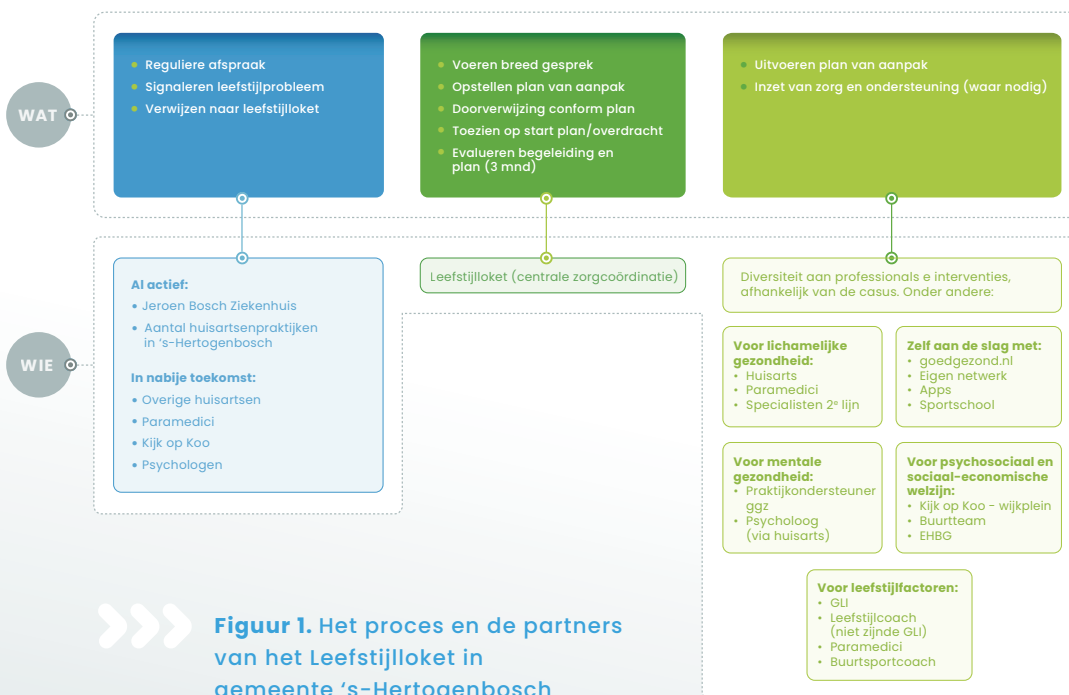 WAT
Reguliere afspraak
Signaleren leefstijlprobleem
Verwijzen naar leefstijlloket
Voeren breed gesprek
Opstellen plan van aanpak
Doorverwijzing conform plan
Toezien op start plan/overdracht
Evalueren begeleiding en
plan (3 mnd)
Uitvoeren plan van aanpak
Inzet van zorg en ondersteuning (waar nodig)
WIE
Al actief:
• Jeroen Bosch Ziekenhuis
• Aantal huisartsenpraktijken
in ‘s-Hertogenbosch
In nabije toekomst:
• Overige huisartsen
• Paramedici
• Kijk op Koo
• Psychologen
Leefstijlloket (centrale zorgcoördinatie)
Diversiteit aan professionals e interventies,
afhankelijk van de casus. Onder andere:
Voor lichamelijke
gezondheid:
• Huisarts
• Paramedici
• Specialisten 2e lijn
Zelf aan de slag met:
• goedgezond.nl
• Eigen netwerk
• Apps
• Sportschool
Voor mentale
gezondheid:
• Praktijkondersteuner
ggz
• Psycholoog
(via huisarts)
Voor psychosociaal en
sociaal-economische
welzijn:
• Kijk op Koo - wijkplein
• Buurtteam
• EHBG
Voor leefstijlfactoren:
• GLI
• Leefstijlcoach
(niet zijnde GLI)
• Paramedici
• Buurtsportcoach
Figuur 1. Het proces en de partners
van het Leefstijlloket in
gemeente ‘s-Hertogenbosch